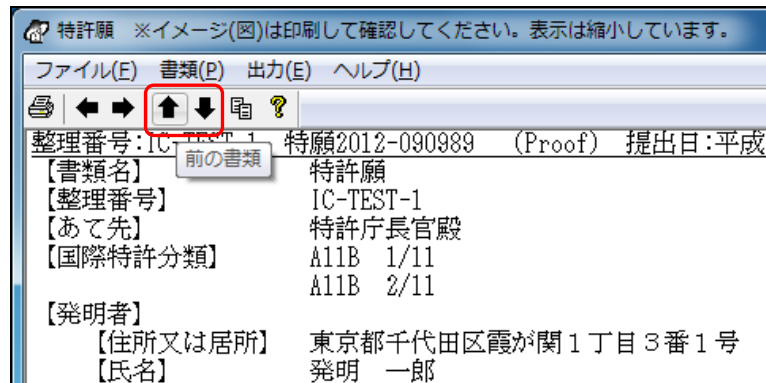 特許願 ※イメージ(図)は印刷して確認してください。表示は縮小しています。
ファイル(F) 書類(P) 出力(E) ヘルプ(H)
整理番号:IC-TEST-1 特願2012-090989 (Proof) 提出日:平成
前の書類
【書類名】 特許願
【整理番号】 IC-TEST-1
【あて先】 特許庁長官殿
【国際特許分類】 A11B 1/11
A11B 2/11
【発明者】
【住所又は居所】 東京都千代田区霞が関1丁目3番1号
【氏名】 発明 一郎